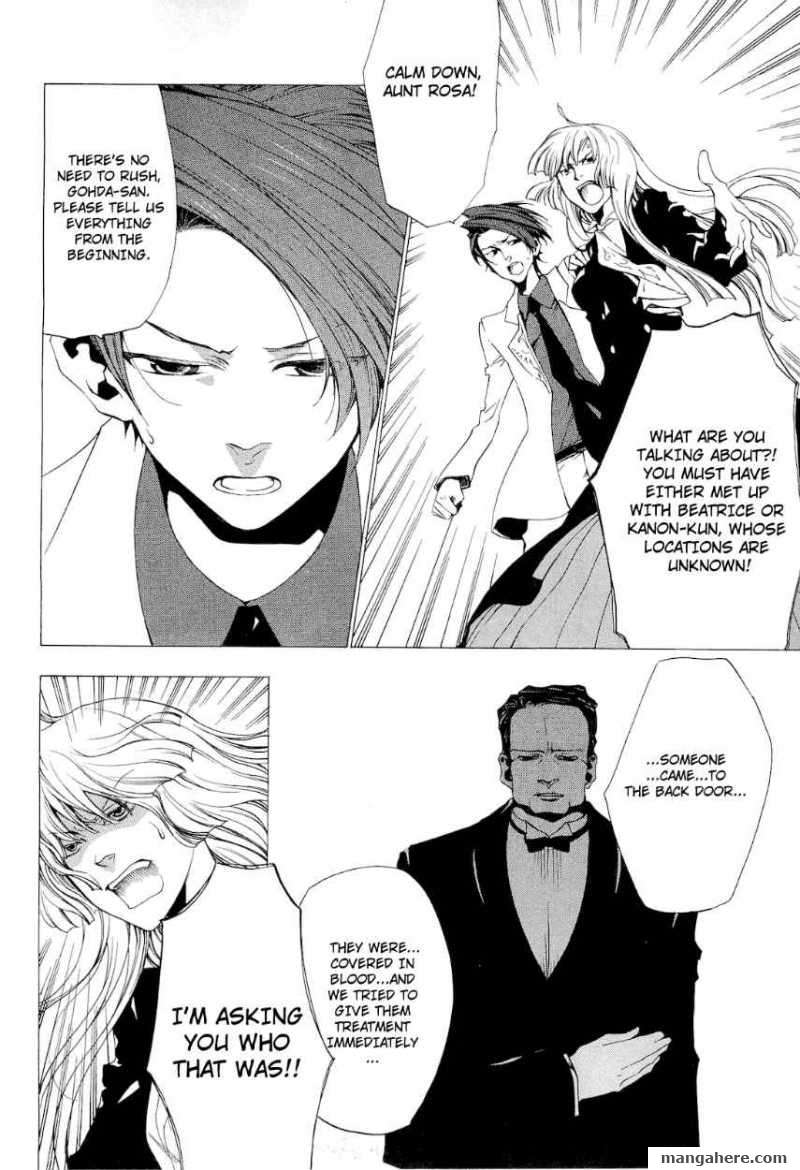 CALM DOWN,
AUNT ROSA!
WHAT ARE YOU
TALKING ABOUT?!
YOU MUST HAVE
EITHER MET UP
WITH BEATRICE OR
KANON-KUN, WHOSE
LOCATIONS ARE
UNKNOWN!
THERE'S NO
NEED TO RUSH,
GOHDA-SAN.
PLEASE TELL US
EVERYTHING
FROM THE
BEGINNING.
...SOMEONE
...CAME...TO
THE BACK DOOR...
THEY WERE...
COVERED IN
BLOOD...AND
WE TRIED TO
GIVE THEM
TREATMENT
IMMEDIATELY
...
I'M ASKING
YOU WHO
THAT WAS!!
mangahere.com